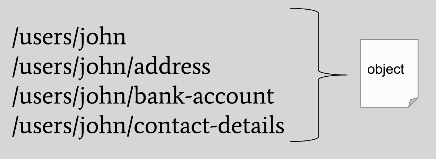 /users/john
/users/john/address
/users/john/bank-account
/users/john/contact-details
object